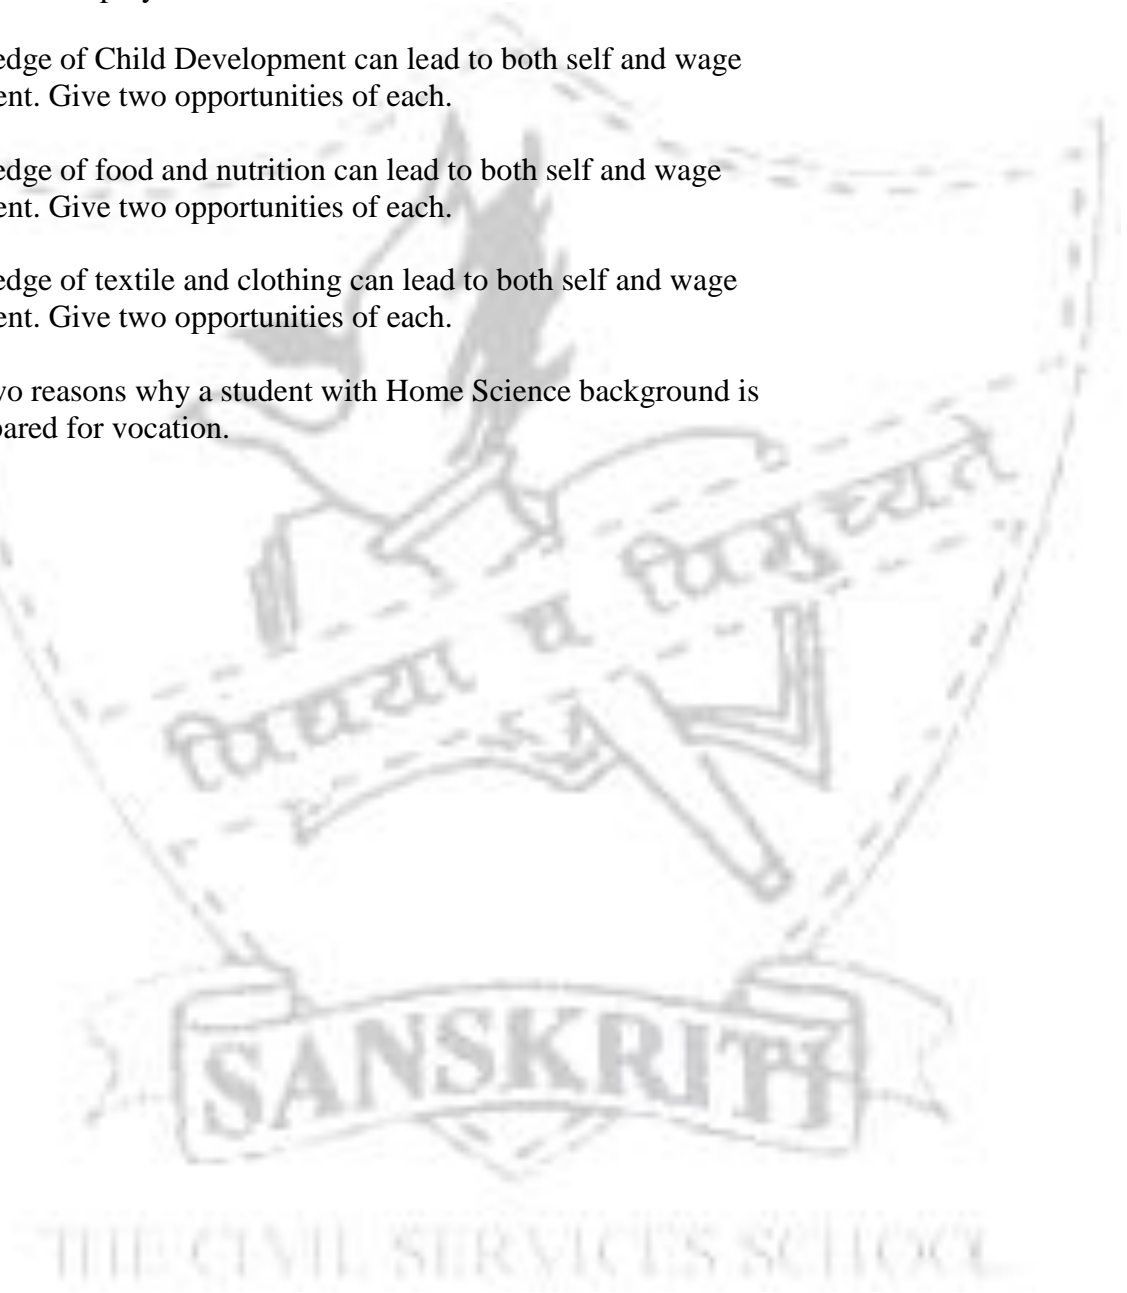 edge of Child Development can lead to both self and wage
ent. Give two opportunities of each.
edge of food and nutrition can lead to both self and wage
ent. Give two opportunities of each.
edge of textile and clothing can lead to both self and wage
ent. Give two opportunities of each.
vo reasons why a student with Home Science background is
pared for vocation.
विद्यया च विमुच्यते
SANSKRITI
THE CIVIL SERVICES SCHOOL